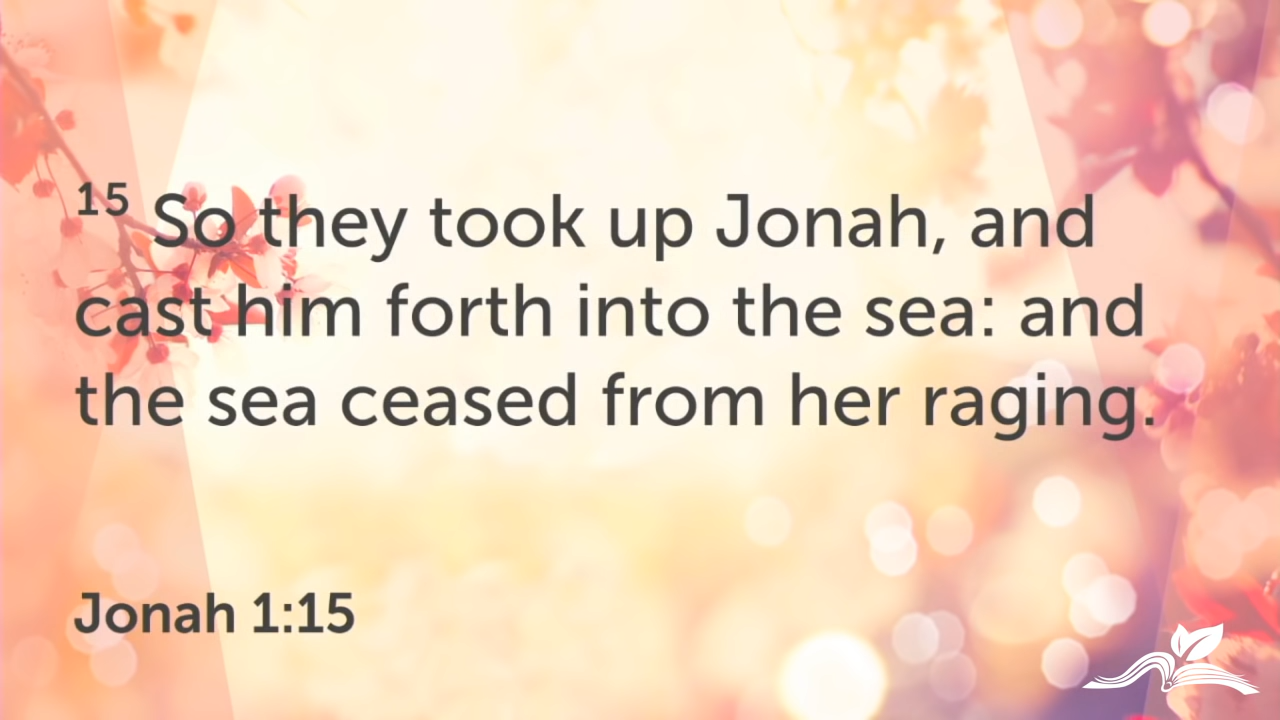 15 So they took up Jonah, and
cast him forth into the sea: and
the sea ceased from her raging.
Jonah 1:15